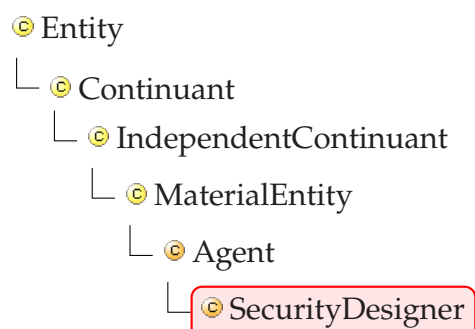 Entity
Continuant
IndependentContinuant
MaterialEntity
Agent
SecurityDesigner